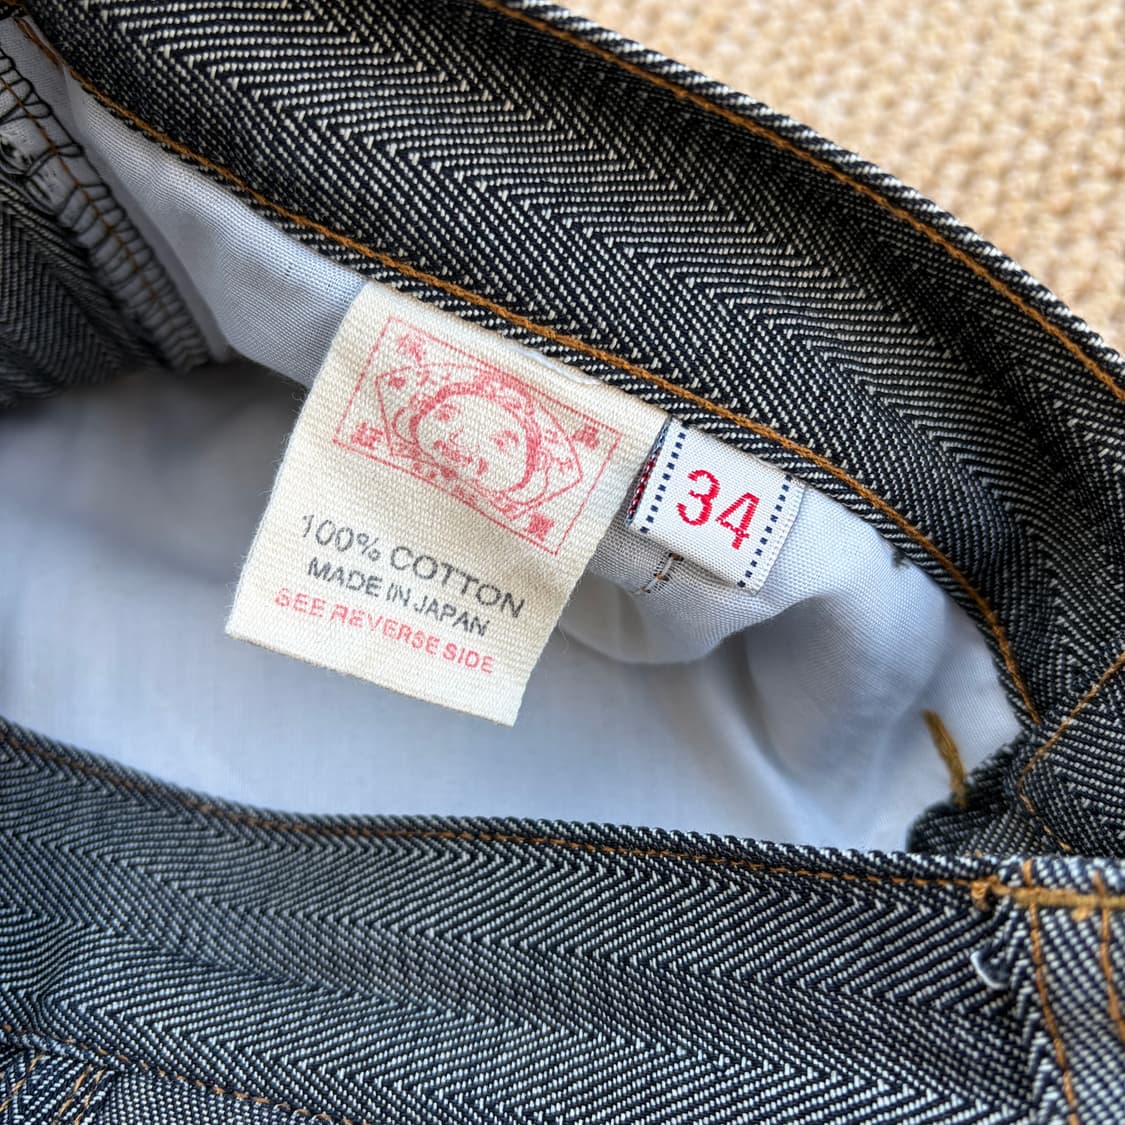 100% COTTON
MADE IN JAPAN
SEE REVERSE SIDE
34